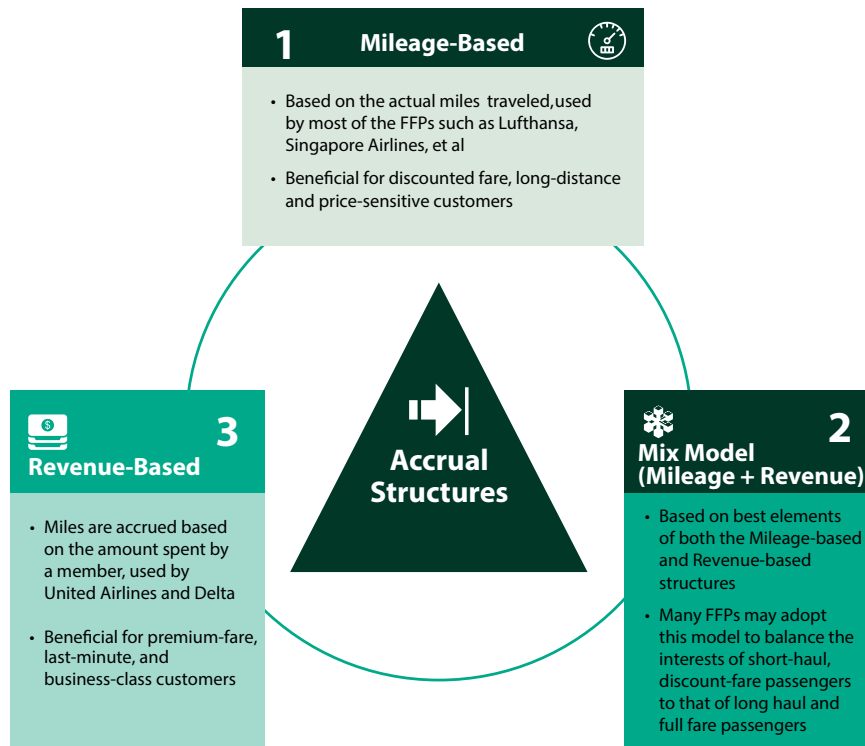 1
Mileage-Based
• Based on the actual miles traveled,used
by most of the FFPs such as Lufthansa,
Singapore Airlines, et al
• Beneficial for discounted fare, long-distance
and price-sensitive customers
Accrual
Structures
$
3
Revenue-Based
• Miles are accrued based
on the amount spent by
a member, used by
United Airlines and Delta
• Beneficial for premium-fare,
last-minute, and
business-class customers
2
Mix Model
(Mileage + Revenue)
• Based on best elements
of both the Mileage-based
and Revenue-based
structures
• Many FFPs may adopt
this model to balance the
interests of short-haul,
discount-fare passengers
to that of long haul and
full fare passengers